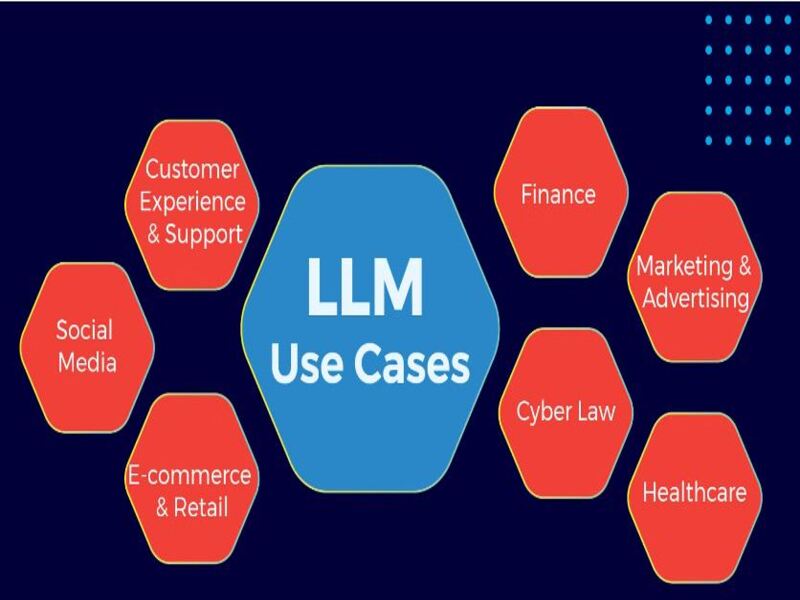 LLM
Use Cases
Customer
Experience
& Support
Social
Media
E-commerce
& Retail
Finance
Marketing &
Advertising
Cyber Law
Healthcare